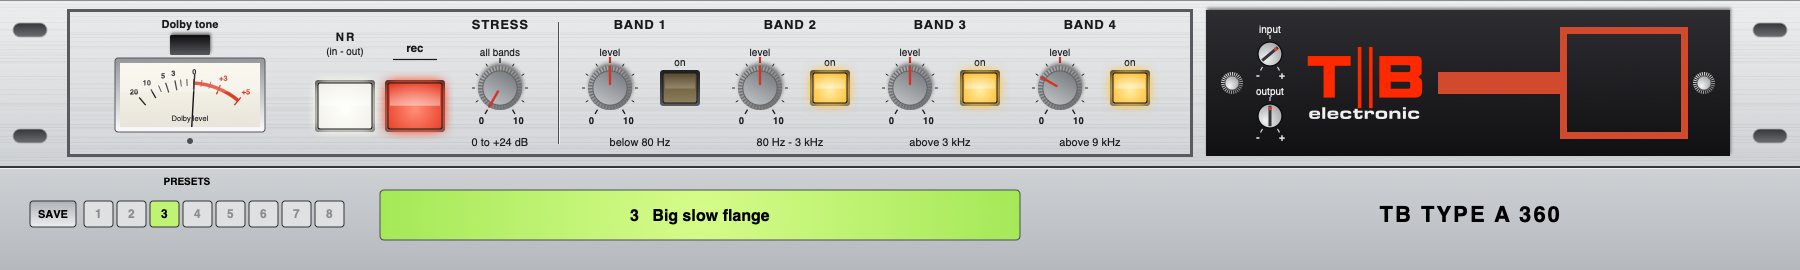 Dolby tone
20 10 5 3 0 +3 +5
Dolby level
NR
(in - out)
rec
STRESS
all bands
0 10
0 to +24 dB
BAND 1
level
on
0 10
below 80 Hz
BAND 2
level
on
0 10
80 Hz - 3 kHz
BAND 3
level
on
0 10
above 3 kHz
BAND 4
level
on
0 10
above 9 kHz
input
- +
output
- +
T||B
electronic
PRESETS
SAVE 1 2 3 4 5 6 7 8
3 Big slow flange
TB TYPE A 360